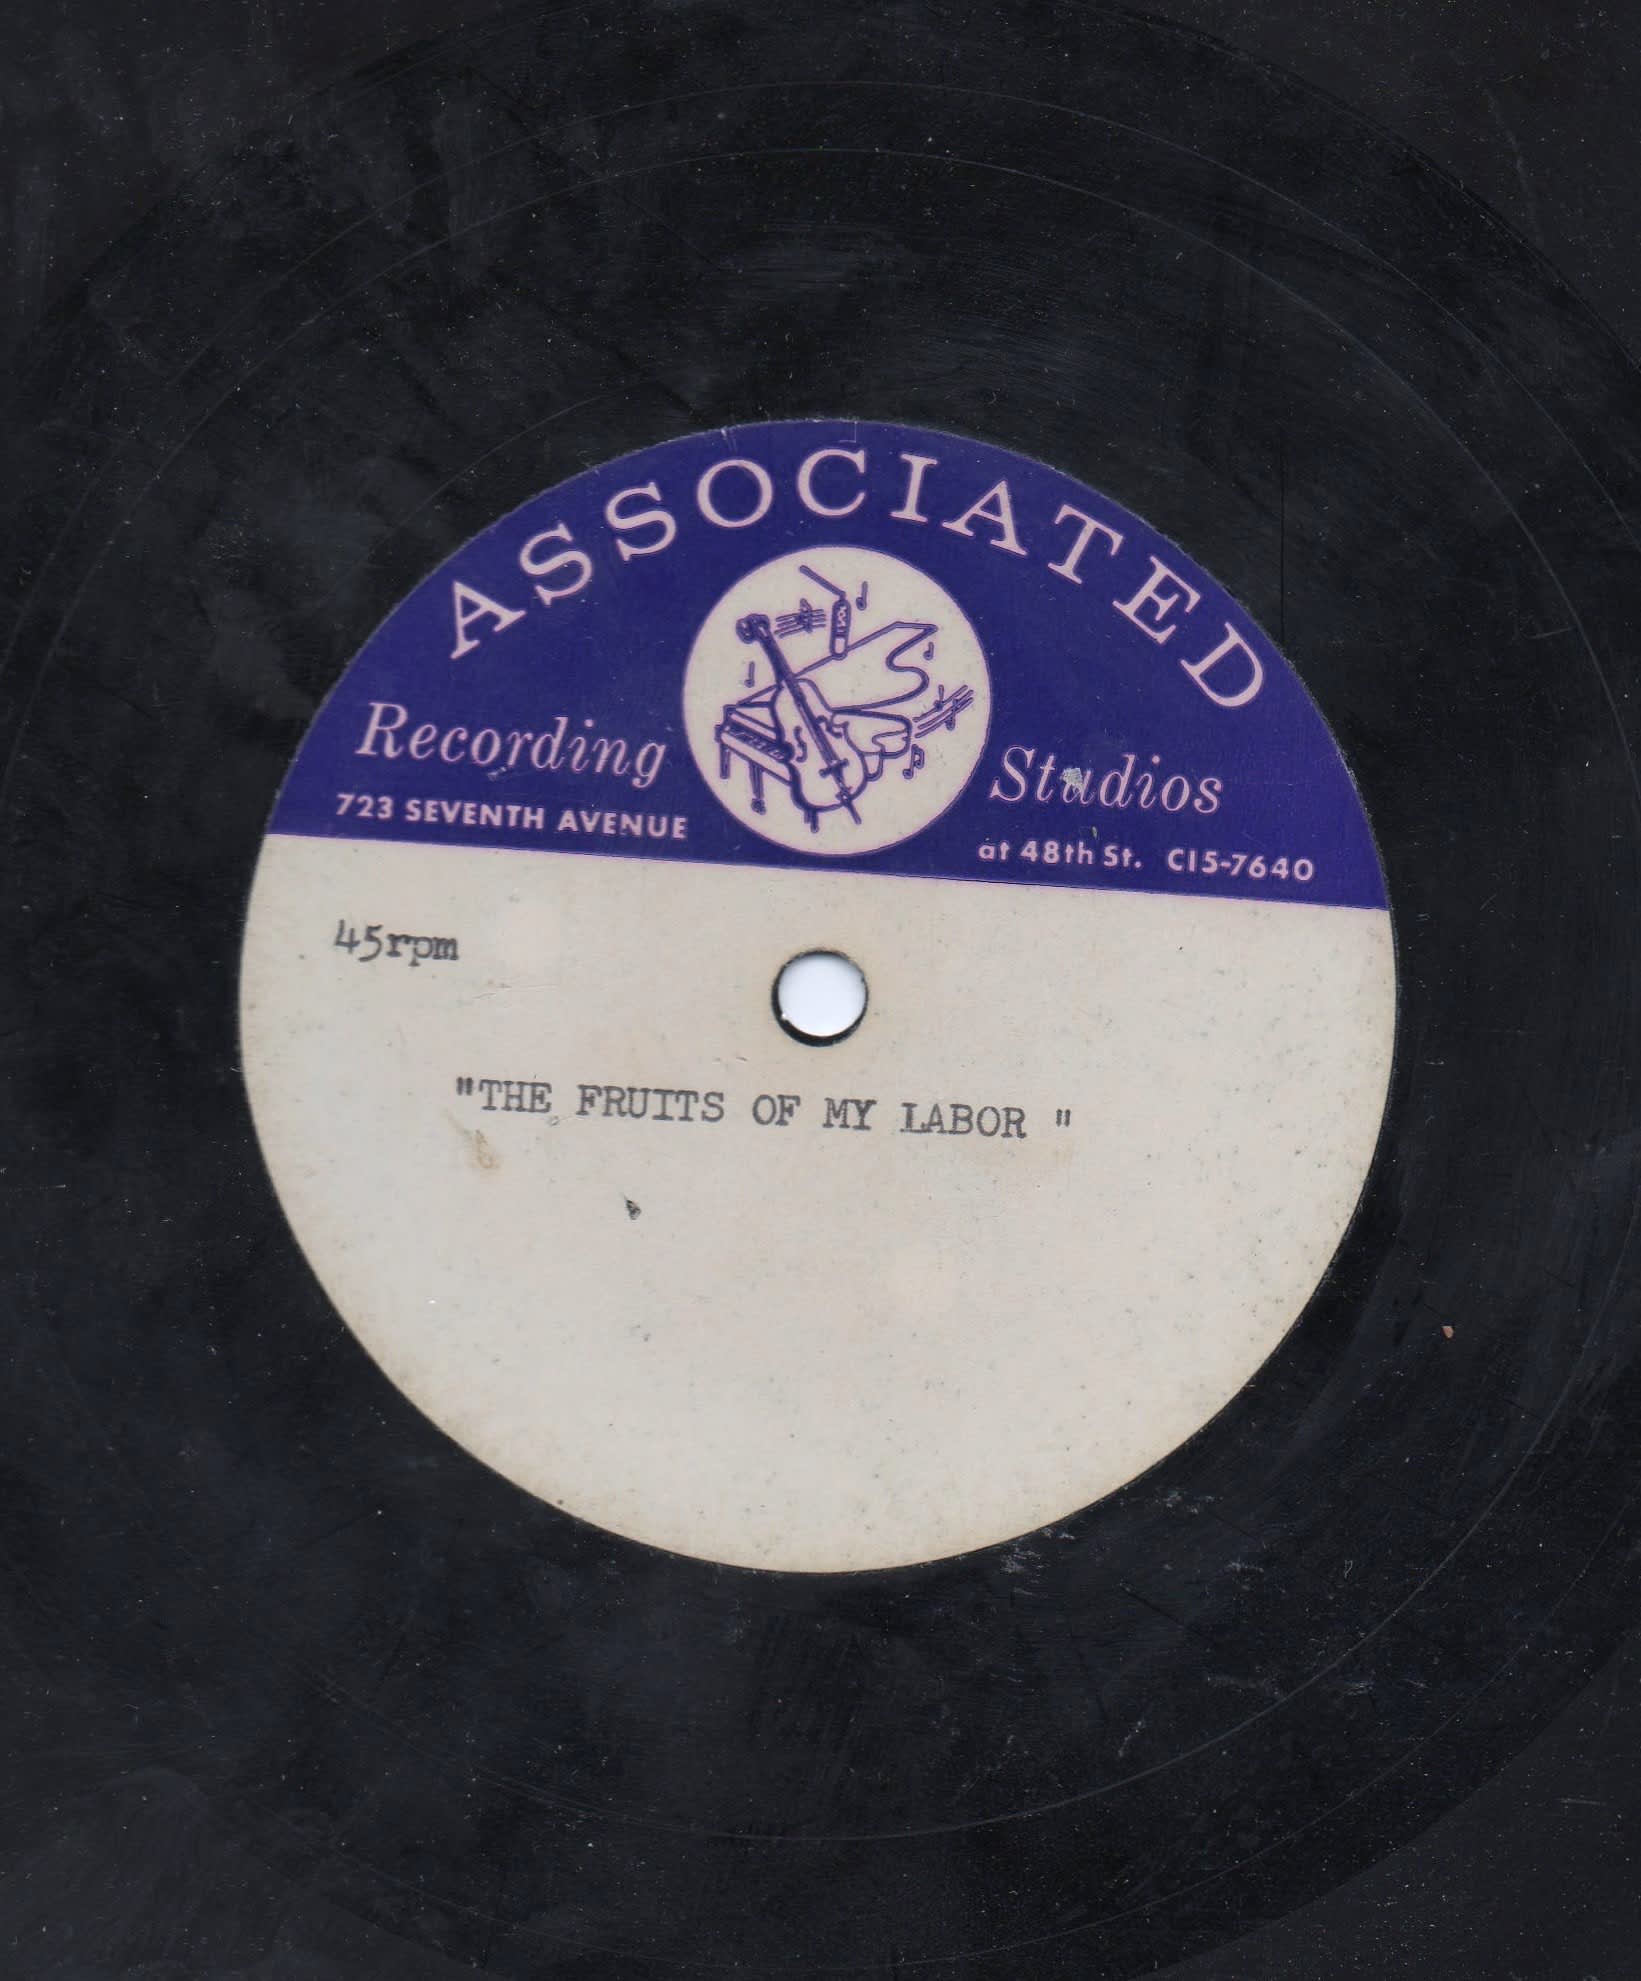 ASSOCIATED
Recording Studios
723 SEVENTH AVENUE at 48th St. CI5-7640
45rpm
"THE FRUITS OF MY LABOR "